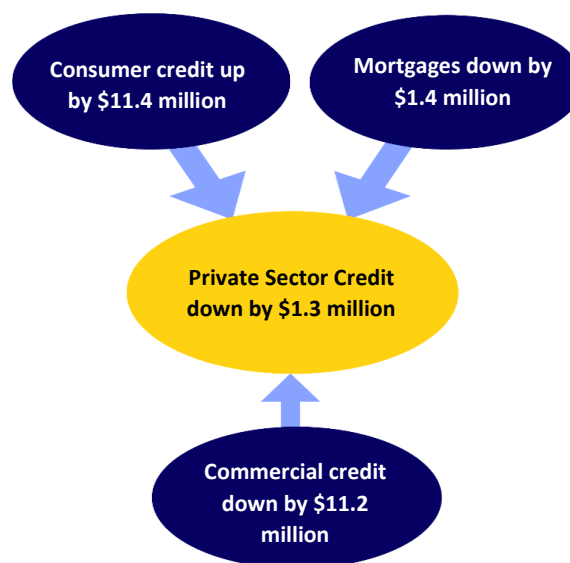 Consumer credit up
by $11.4 million
Mortgages down by
$1.4 million
Private Sector Credit
down by $1.3 million
Commercial credit
down by $11.2
million